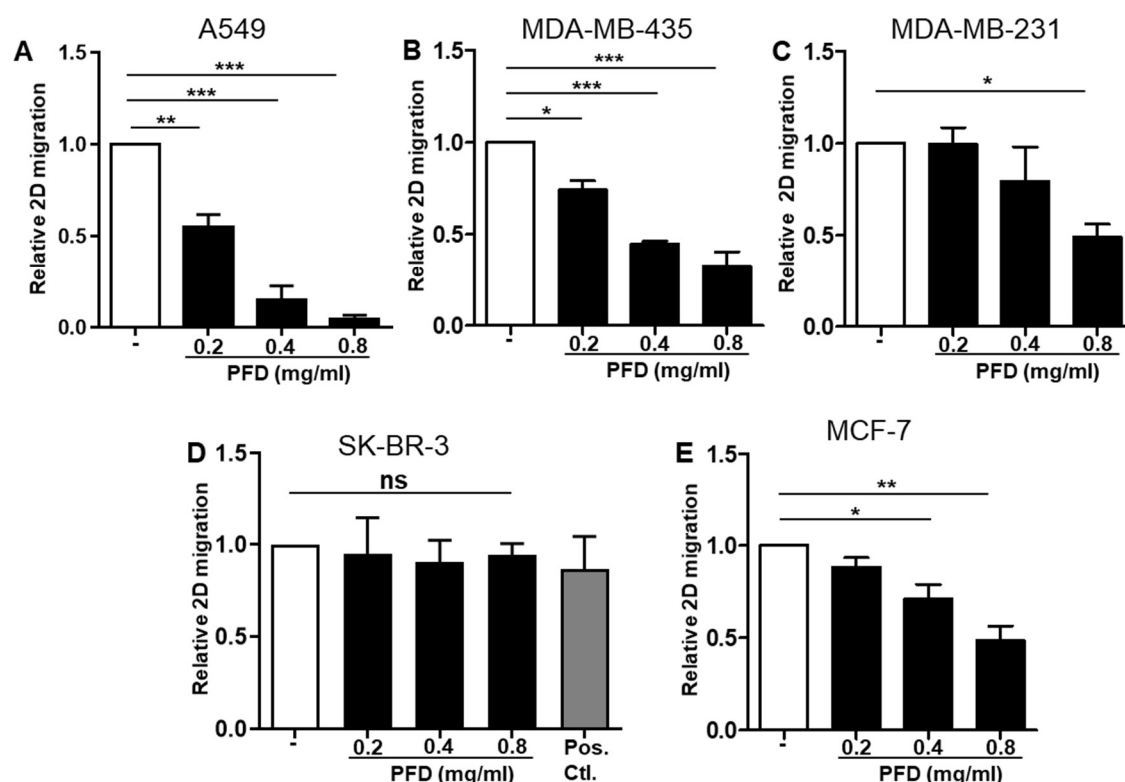 A
A549
Relative 2D migration
1.5
1.0
0.5
0.0
***
***
**
- 0.2 0.4 0.8
PFD (mg/ml)
B
MDA-MB-435
Relative 2D migration
1.5
1.0
0.5
0.0
***
***
*
- 0.2 0.4 0.8
PFD (mg/ml)
C
MDA-MB-231
Relative 2D migration
1.5
1.0
0.5
0.0
*
- 0.2 0.4 0.8
PFD (mg/ml)
D
SK-BR-3
Relative 2D migration
1.5
1.0
0.5
0.0
ns
- 0.2 0.4 0.8 Pos.
Ctl.
PFD (mg/ml)
E
MCF-7
Relative 2D migration
1.5
1.0
0.5
0.0
**
*
- 0.2 0.4 0.8
PFD (mg/ml)